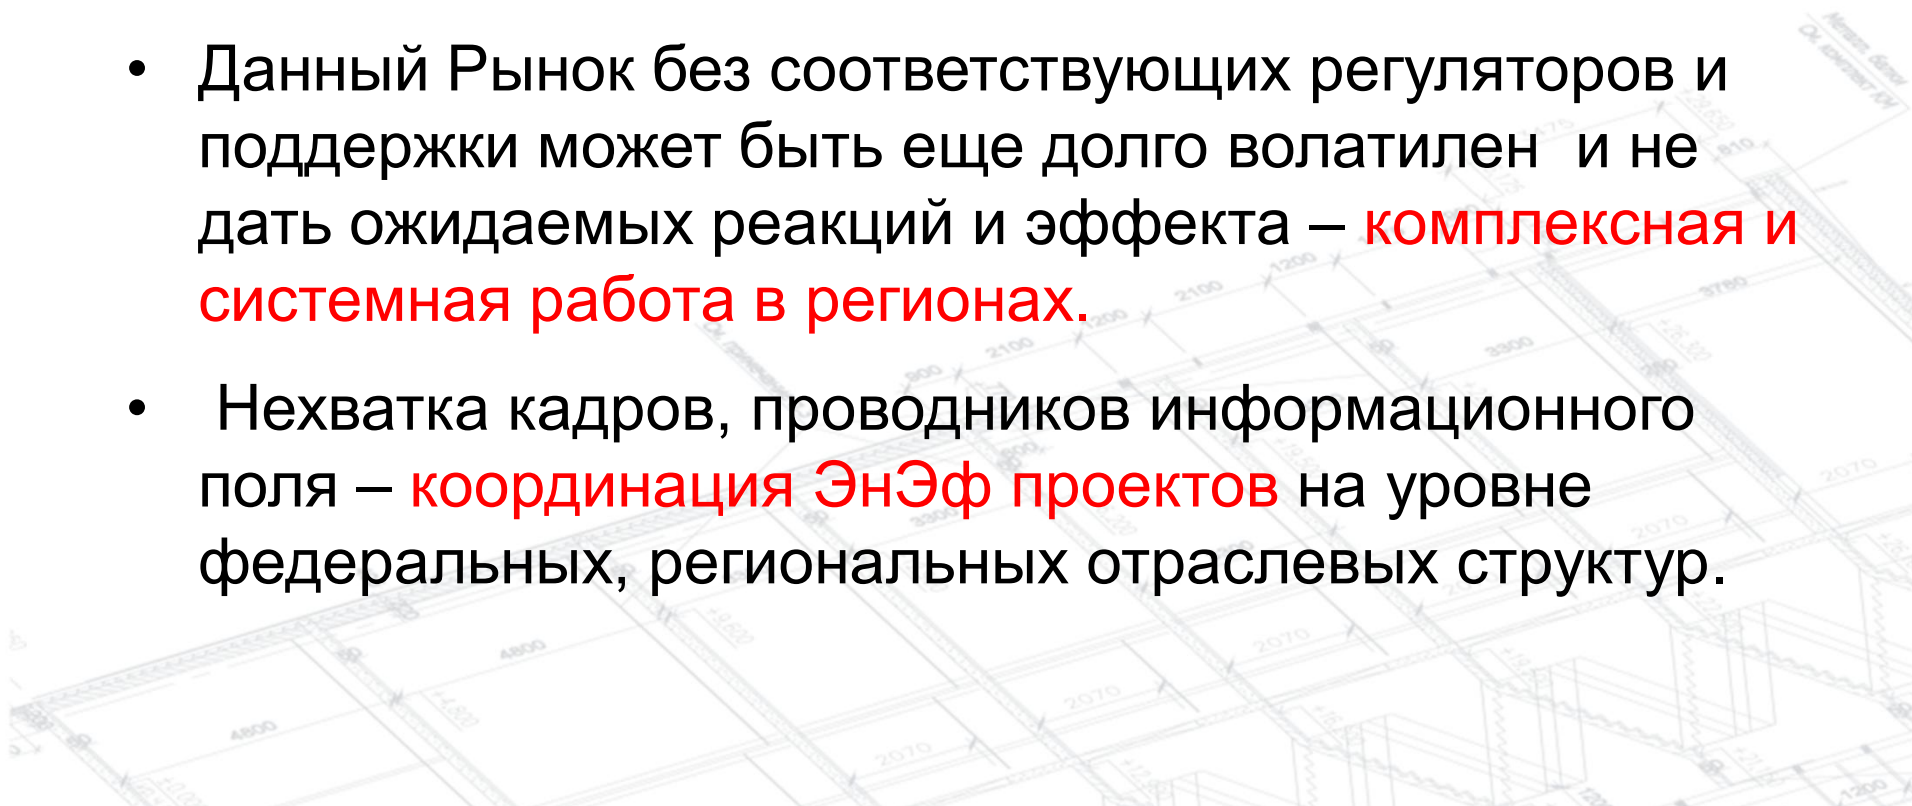 • Данный Рынок без соответствующих регуляторов и
поддержки может быть еще долго волатилен  и не
дать ожидаемых реакций и эффекта – комплексная и
системная работа в регионах.
• Нехватка кадров, проводников информационного
поля – координация ЭнЭф проектов на уровне
федеральных, региональных отраслевых структур.